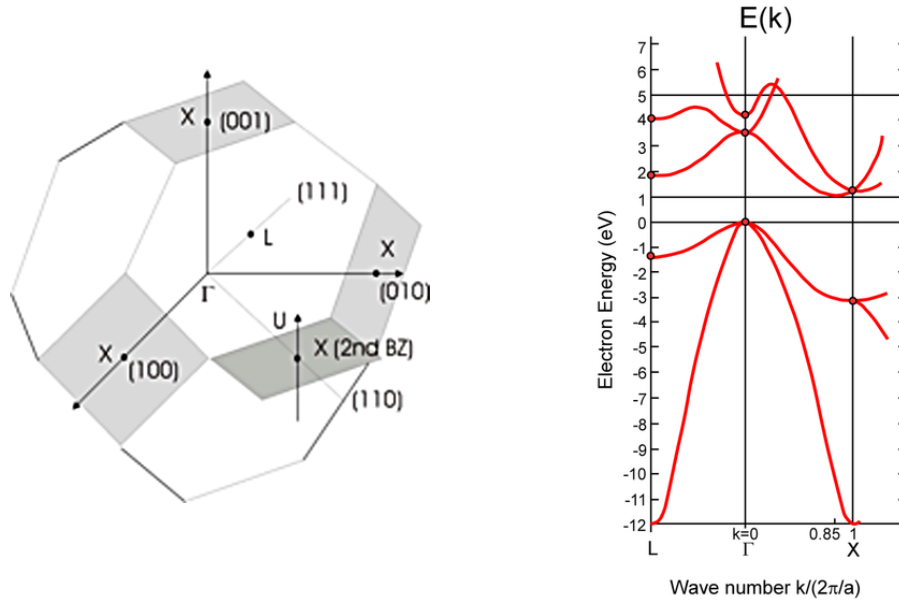 X
(001)
(111)
L
X
(010)
Γ
U
X
(100)
X (2nd BZ)
(110)
E(k)
Electron Energy (eV)
7
6
5
4
3
2
1
0
-1
-2
-3
-4
-5
-6
-7
-8
-9
-10
-11
-12
k=0
0.85
1
L
Γ
X
Wave number k/(2π/a)